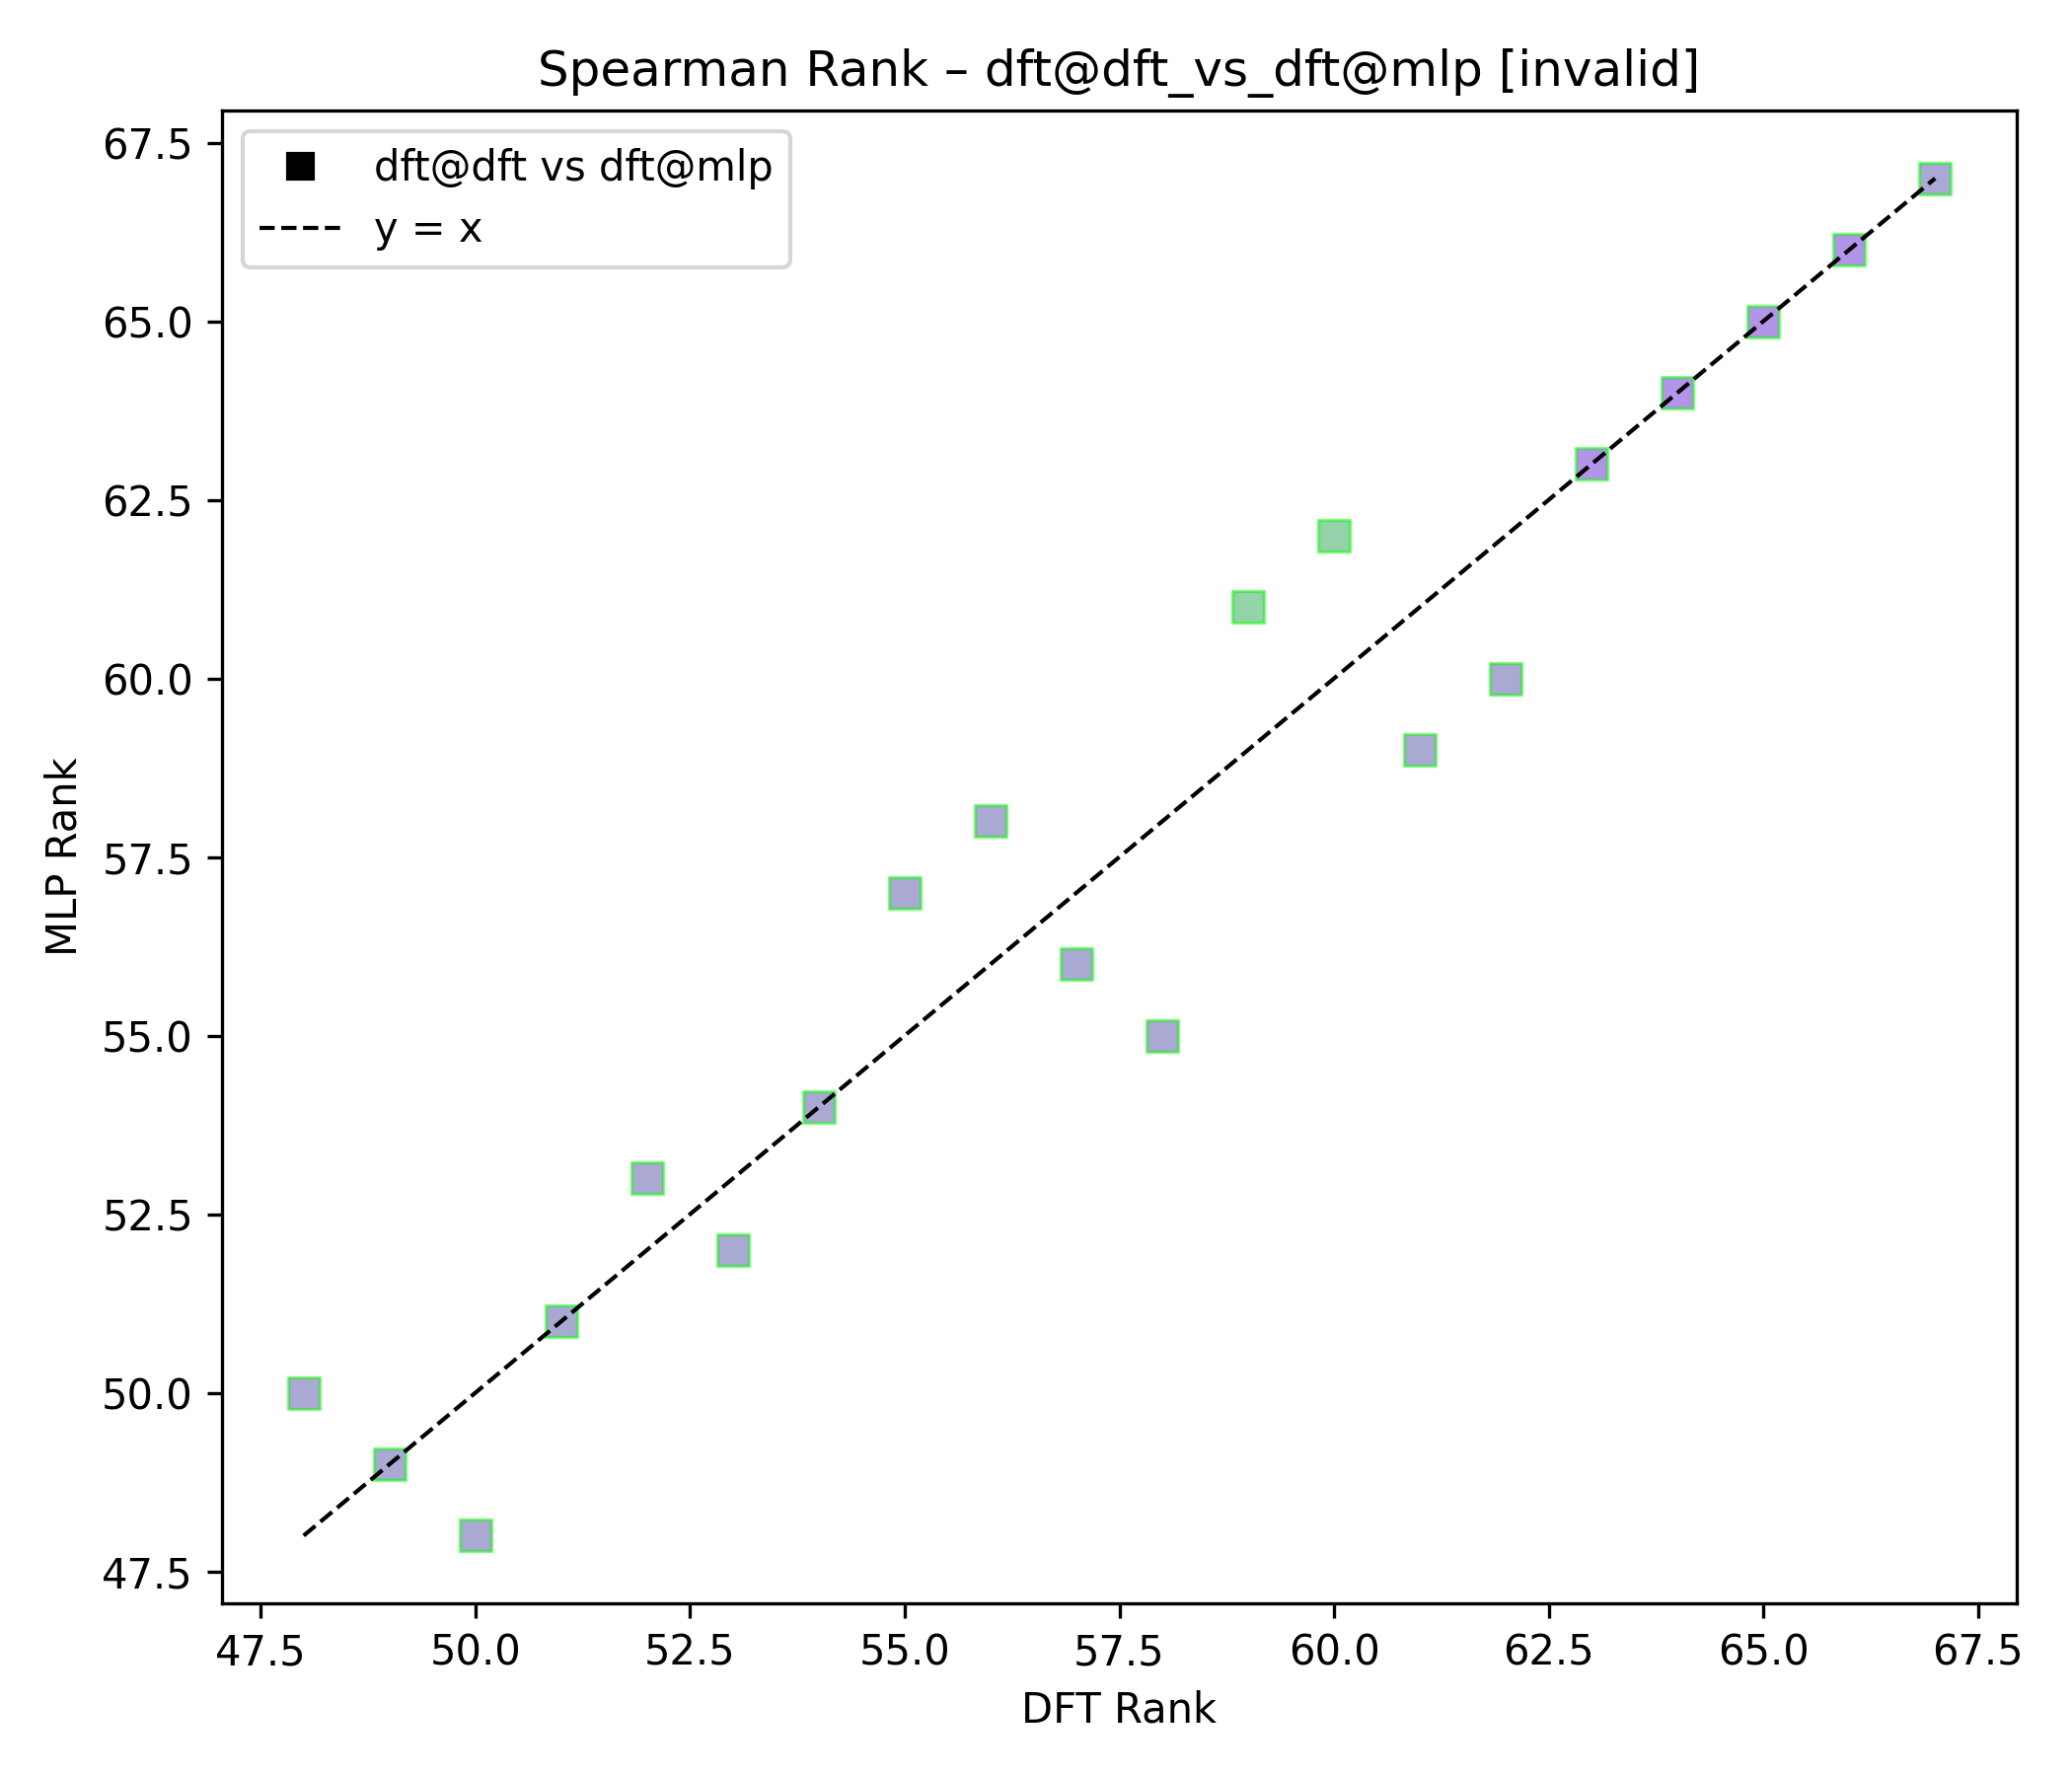 Spearman Rank – dft@dft_vs_dft@mlp [invalid]
dft@dft vs dft@mlp
y = x
67.5
65.0
62.5
60.0
57.5
55.0
52.5
50.0
47.5
MLP Rank
47.5 50.0 52.5 55.0 57.5 60.0 62.5 65.0 67.5
DFT Rank